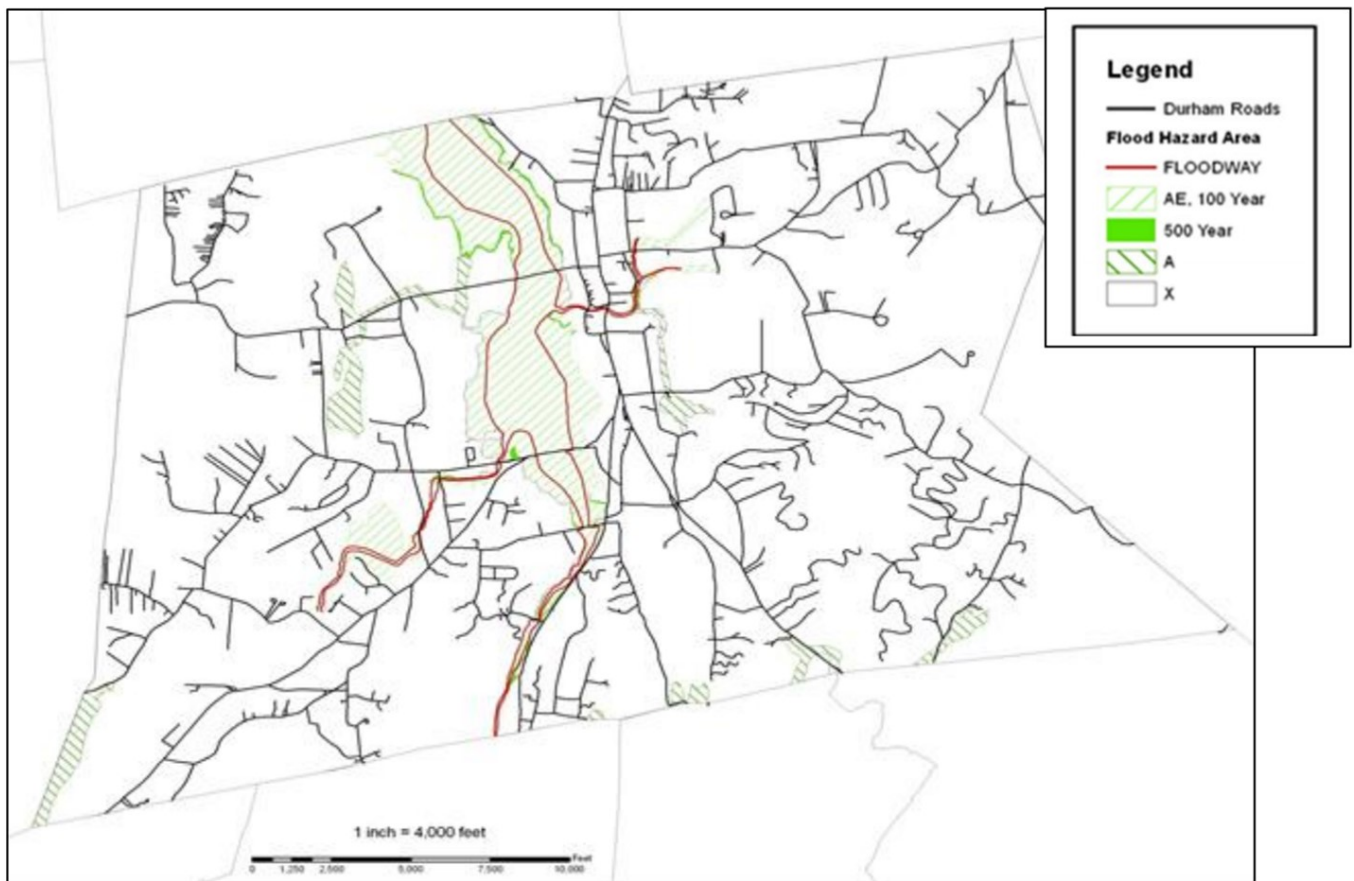 Legend
Durham Roads
Flood Hazard Area
FLOODWAY
AE, 100 Year
500 Year
A
X
1 inch = 4,000 feet
Feet
0 1,250 2,500 5,000 7,500 10,000